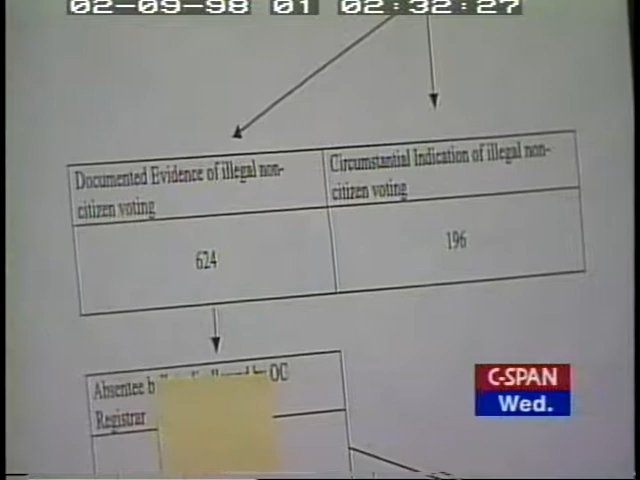 02-09-98 01 02:32:27
Documented Evidence of illegal non-
citizen voting
Circumstantial Indication of illegal non-
citizen voting
624
196
Absentee OC
Registrar
C-SPAN
Wed.